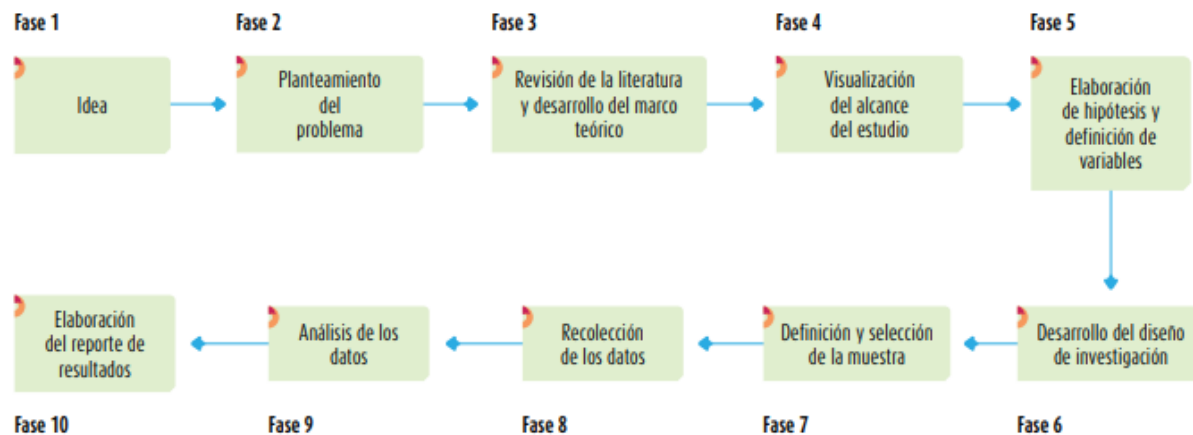 Fase 1
Fase 2
Fase 3
Fase 4
Fase 5
Idea
Planteamiento
del
problema
Revisión de la literatura
y desarrollo del marco
teórico
Visualización
del alcance
del estudio
Elaboración
de hipótesis y
definición de
variables
Elaboración
del reporte de
resultados
Análisis de los
datos
Recolección
de los datos
Definición y selección
de la muestra
Desarrollo del diseño
de investigación
Fase 10
Fase 9
Fase 8
Fase 7
Fase 6